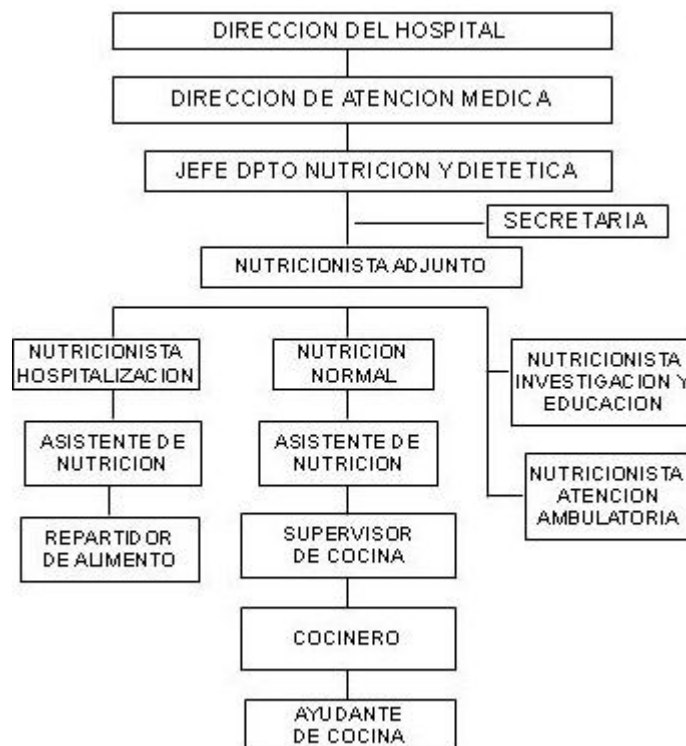 DIRECCION DEL HOSPITAL
DIRECCION DE ATENCION MEDICA
JEFE DPTO NUTRICION Y DIETETICA
SECRETARIA
NUTRICIONISTA ADJUNTO
NUTRICIONISTA
HOSPITALIZACION
NUTRICION
NORMAL
NUTRICIONISTA
INVESTIGACION Y
EDUCACION
ASISTENTE DE
NUTRICION
ASISTENTE DE
NUTRICION
NUTRICIONISTA
ATENCION
AMBULATORIA
REPARTIDOR
DE ALIMENTO
SUPERVISOR
DE COCINA
COCINERO
AYUDANTE
DE COCINA